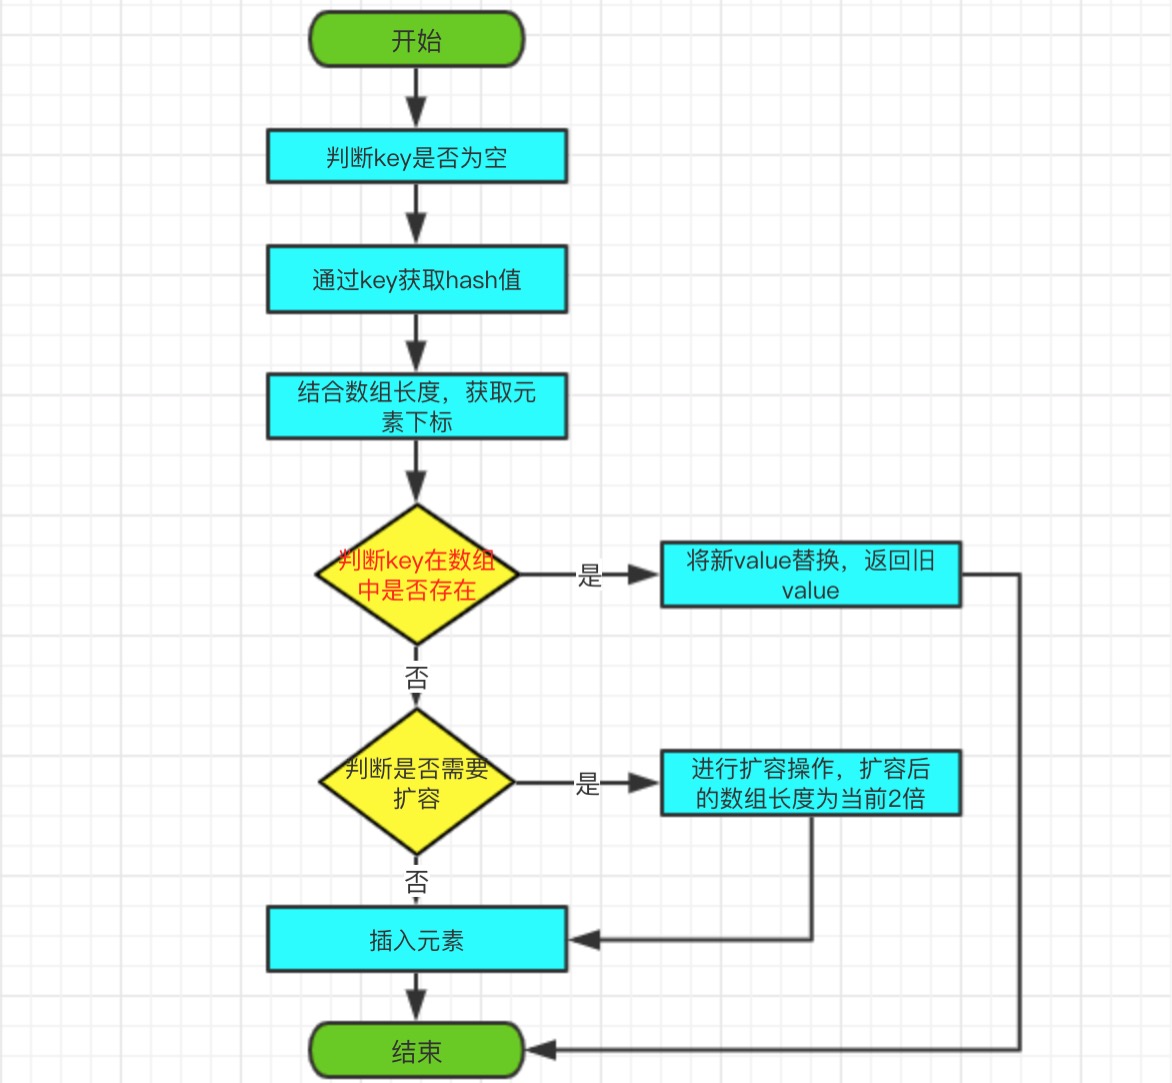 开始
判断key是否为空
通过key获取hash值
结合数组长度，获取元
素下标
判断key在数组
中是否存在
是
将新value替换，返回旧
value
否
判断是否需要
扩容
是
进行扩容操作，扩容后
的数组长度为当前2倍
否
插入元素
结束